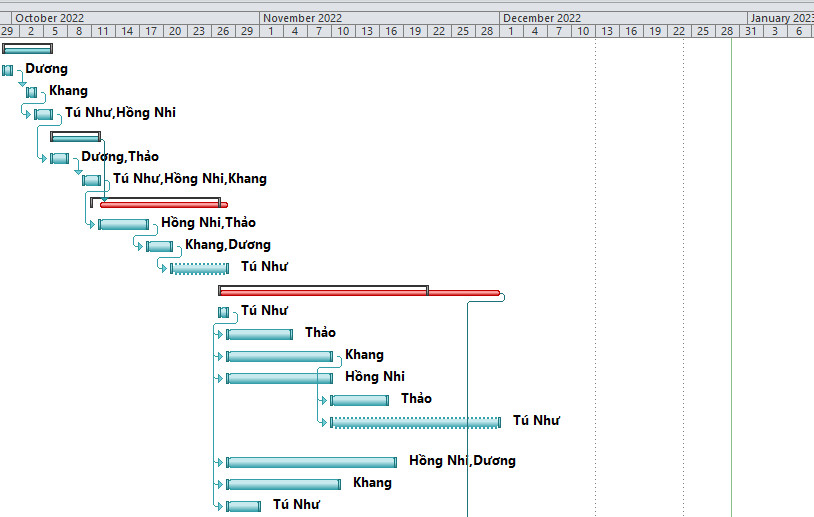 October 2022 November 2022 December 2022 January 2023
29 2 5 8 11 14 17 20 23 26 29 1 4 7 10 13 16 19 22 25 28 1 4 7 10 13 16 19 22 25 28 31 3 6
Dương
Khang
Tú Như,Hồng Nhi
Dương,Thảo
Tú Như,Hồng Nhi,Khang
Hồng Nhi,Thảo
Khang,Dương
Tú Như
Tú Như
Thảo
Khang
Hồng Nhi
Thảo
Tú Như
Hồng Nhi,Dương
Khang
Tú Như